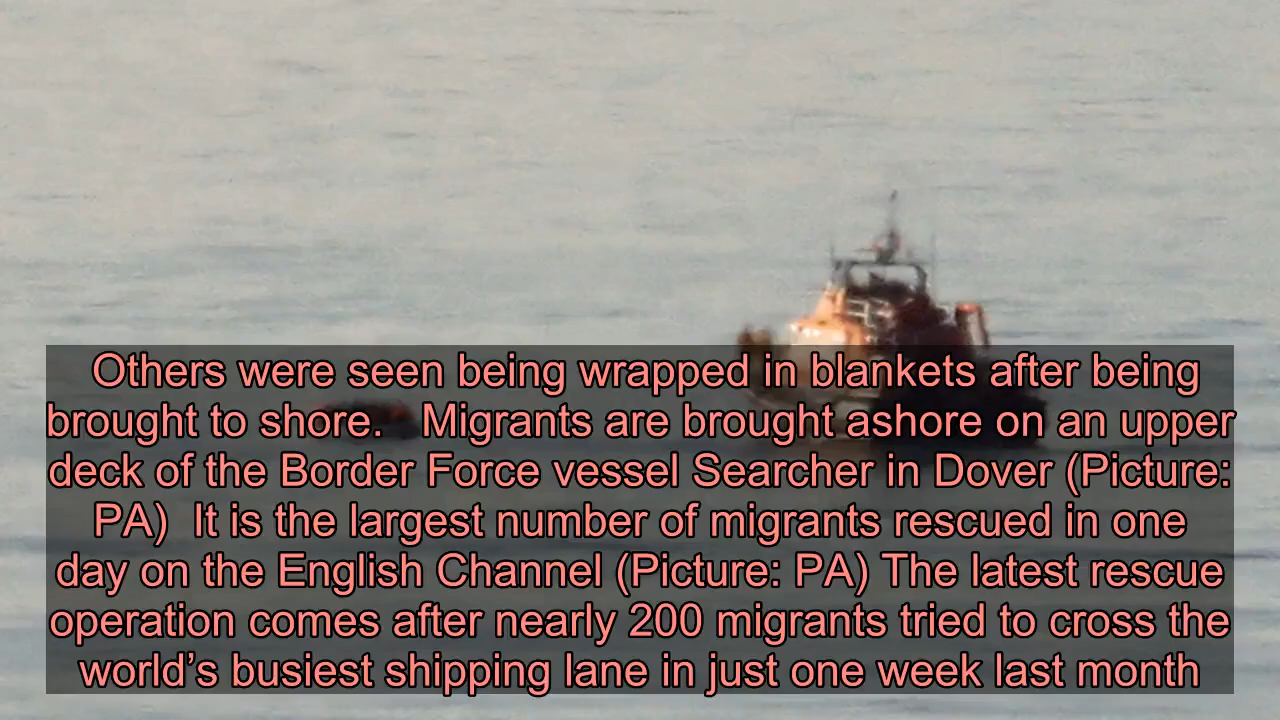 Others were seen being wrapped in blankets after being
brought to shore.   Migrants are brought ashore on an upper
deck of the Border Force vessel Searcher in Dover (Picture:
PA)  It is the largest number of migrants rescued in one
day on the English Channel (Picture: PA) The latest rescue
operation comes after nearly 200 migrants tried to cross the
world’s busiest shipping lane in just one week last month